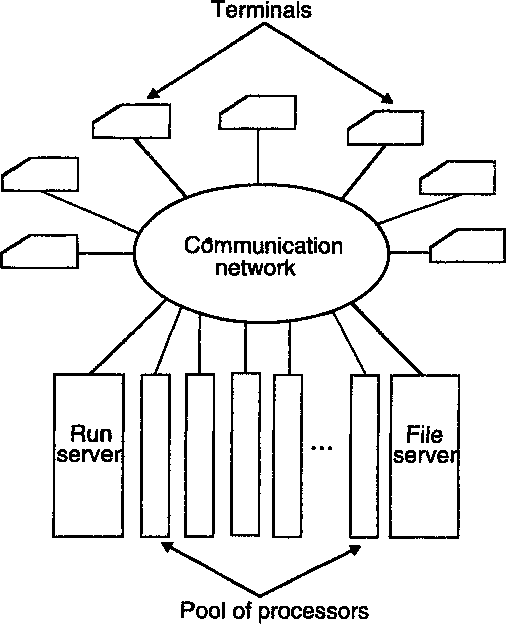 Terminals
Communication
network
Run
server
...
File
server
Pool of processors